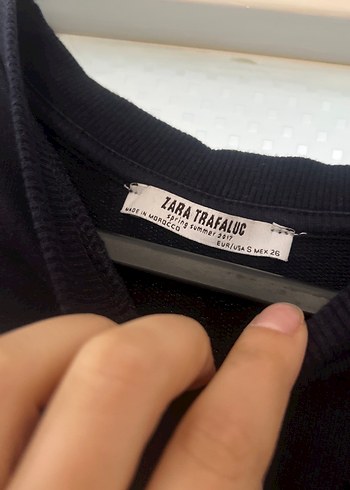 ZARA TRAFALUC
spring summer 2017
MADE IN MOROCCO
EUR/USA S MEX 26